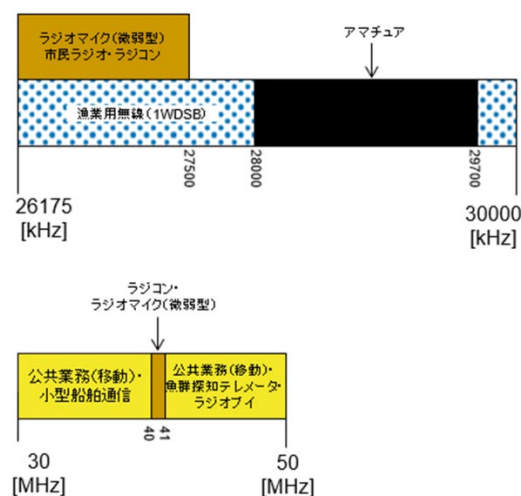 ラジオマイク(微弱型)
市民ラジオ・ラジコン
アマチュア
漁業用無線(1WDSB)
27500
28000
29700
26175
[kHz]
30000
[kHz]
ラジコン・
ラジオマイク(微弱型)
公共業務(移動)・
小型船舶通信
公共業務(移動)・
魚群探知テレメータ・
ラジオブイ
40
41
30
[MHz]
50
[MHz]